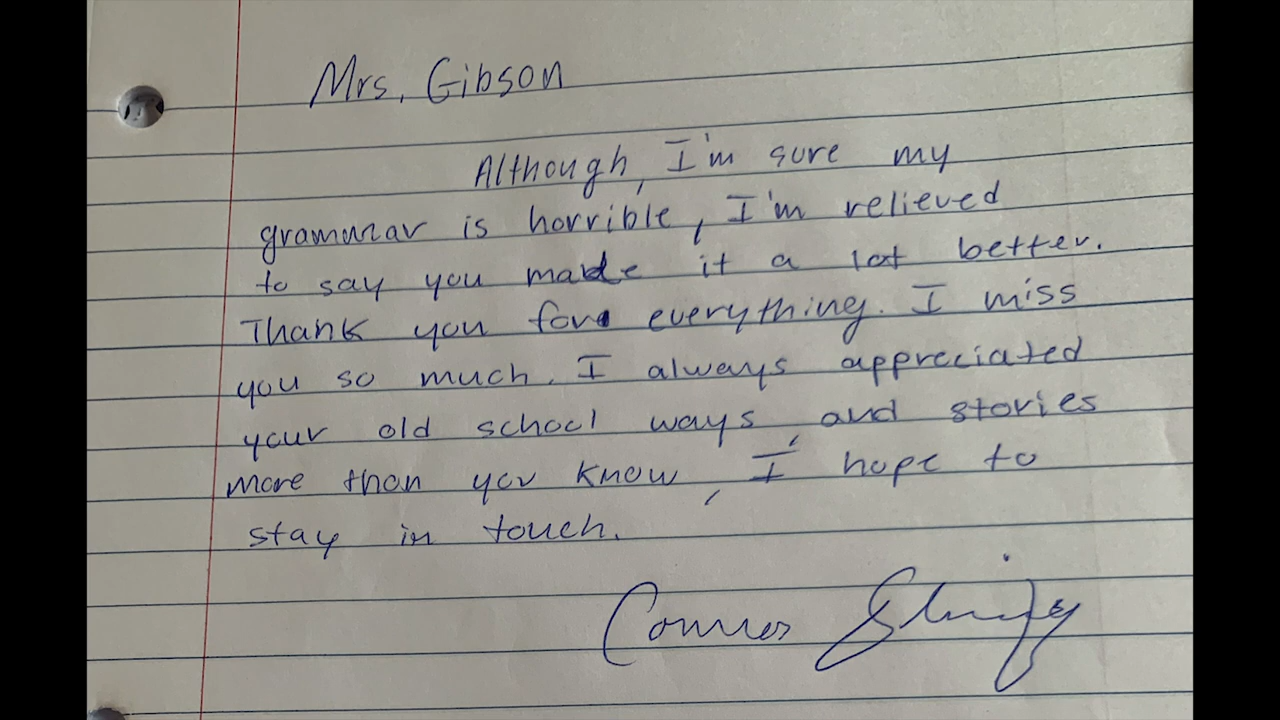 Mrs. Gibson
Although, I'm sure my
grammar is horrible, I'm relieved
to say you made it a lot better.
Thank you for everything. I miss
you so much. I always appreciated
your old school ways, and stories
more than you know, I hope to
stay in touch.
Connor